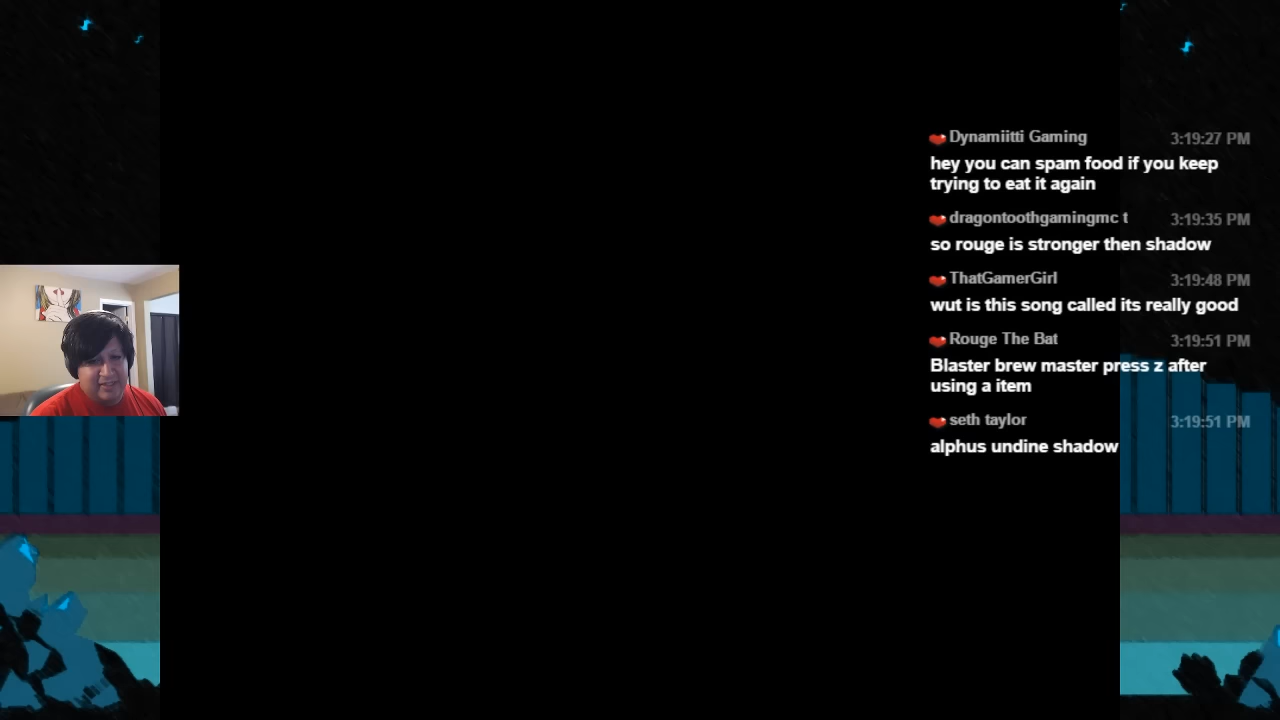 Dynamiitti Gaming 3:19:27 PM
hey you can spam food if you keep
trying to eat it again
dragontoothgamingmc t 3:19:35 PM
so rouge is stronger then shadow
ThatGamerGirl 3:19:48 PM
wut is this song called its really good
Rouge The Bat 3:19:51 PM
Blaster brew master press z after
using a item
seth taylor 3:19:51 PM
alphus undine shadow